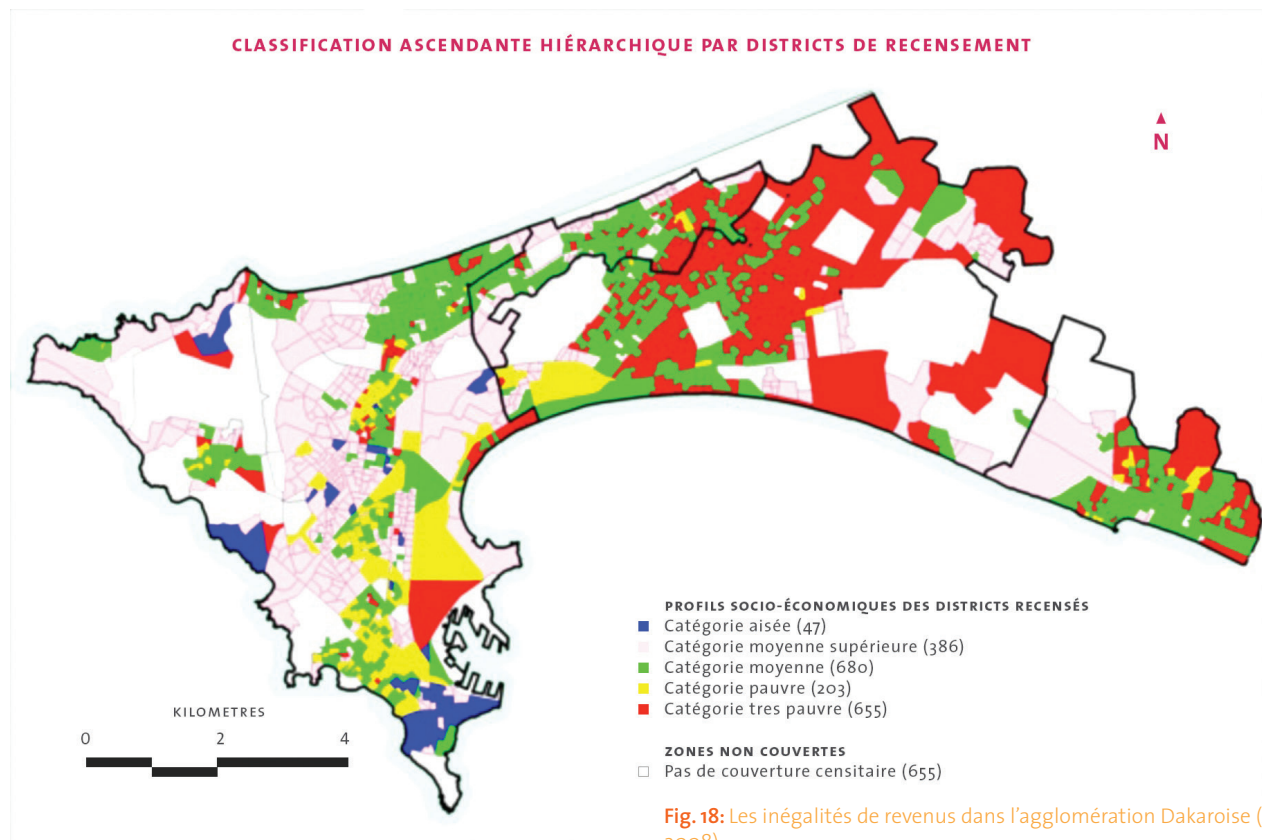 CLASSIFICATION ASCENDANTE HIÉRARCHIQUE PAR DISTRICTS DE RECENSEMENT
N
PROFILS SOCIO-ÉCONOMIQUES DES DISTRICTS RECENSÉS
Catégorie aisée (47)
Catégorie moyenne supérieure (386)
Catégorie moyenne (680)
Catégorie pauvre (203)
Catégorie tres pauvre (655)
KILOMETRES
0 2 4
ZONES NON COUVERTES
Pas de couverture censitaire (655)
Fig. 18: Les inégalités de revenus dans l'agglomération Dakaroise (